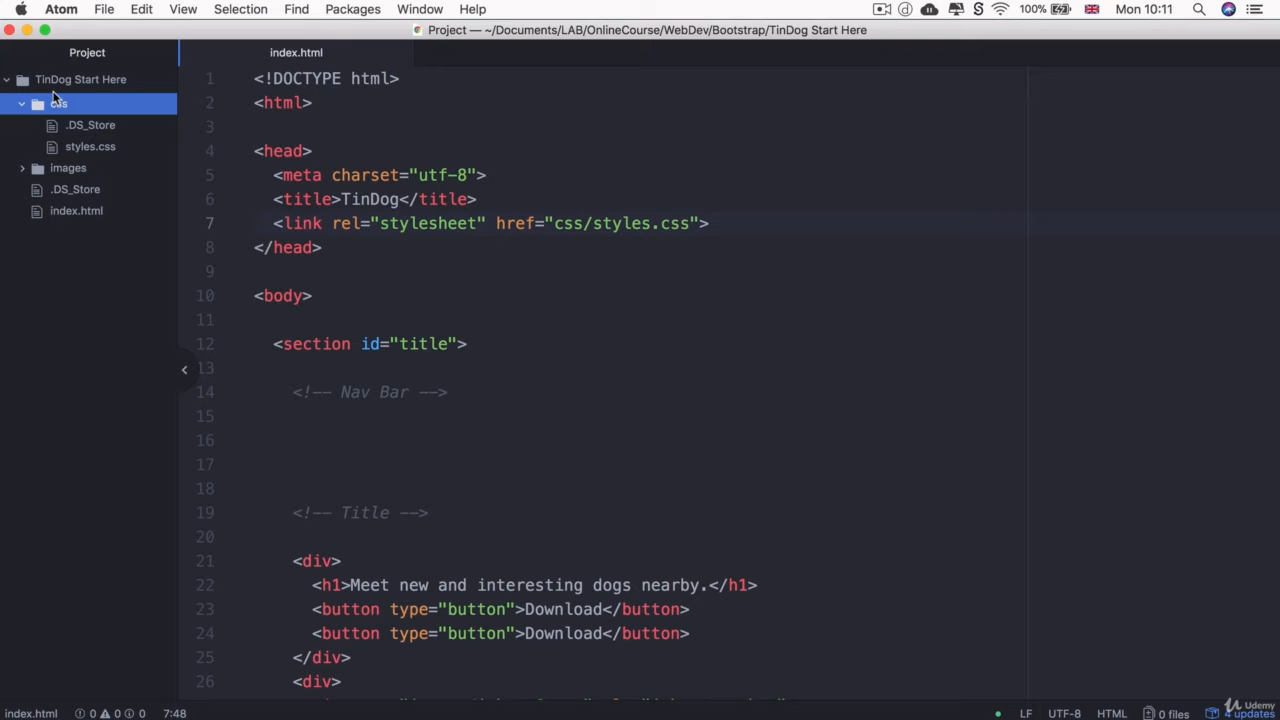 Atom File Edit View Selection Find Packages Window Help 100% Mon 10:11
Project — ~/Documents/LAB/OnlineCourse/WebDev/Bootstrap/TinDog Start Here
Project index.html
TinDog Start Here
css
.DS_Store
styles.css
images
.DS_Store
index.html
1 <!DOCTYPE html>
2 <html>
3
4 <head>
5 <meta charset="utf-8">
6 <title>TinDog</title>
7 <link rel="stylesheet" href="css/styles.css">
8 </head>
9
10 <body>
11
12 <section id="title">
13
14 <!-- Nav Bar -->
15
16
17
18
19 <!-- Title -->
20
21 <div>
22 <h1>Meet new and interesting dogs nearby.</h1>
23 <button type="button">Download</button>
24 <button type="button">Download</button>
25 </div>
26 <div>
index.html 0 0 0 7:48 LF UTF-8 HTML 0 files 4 updates
Udemy